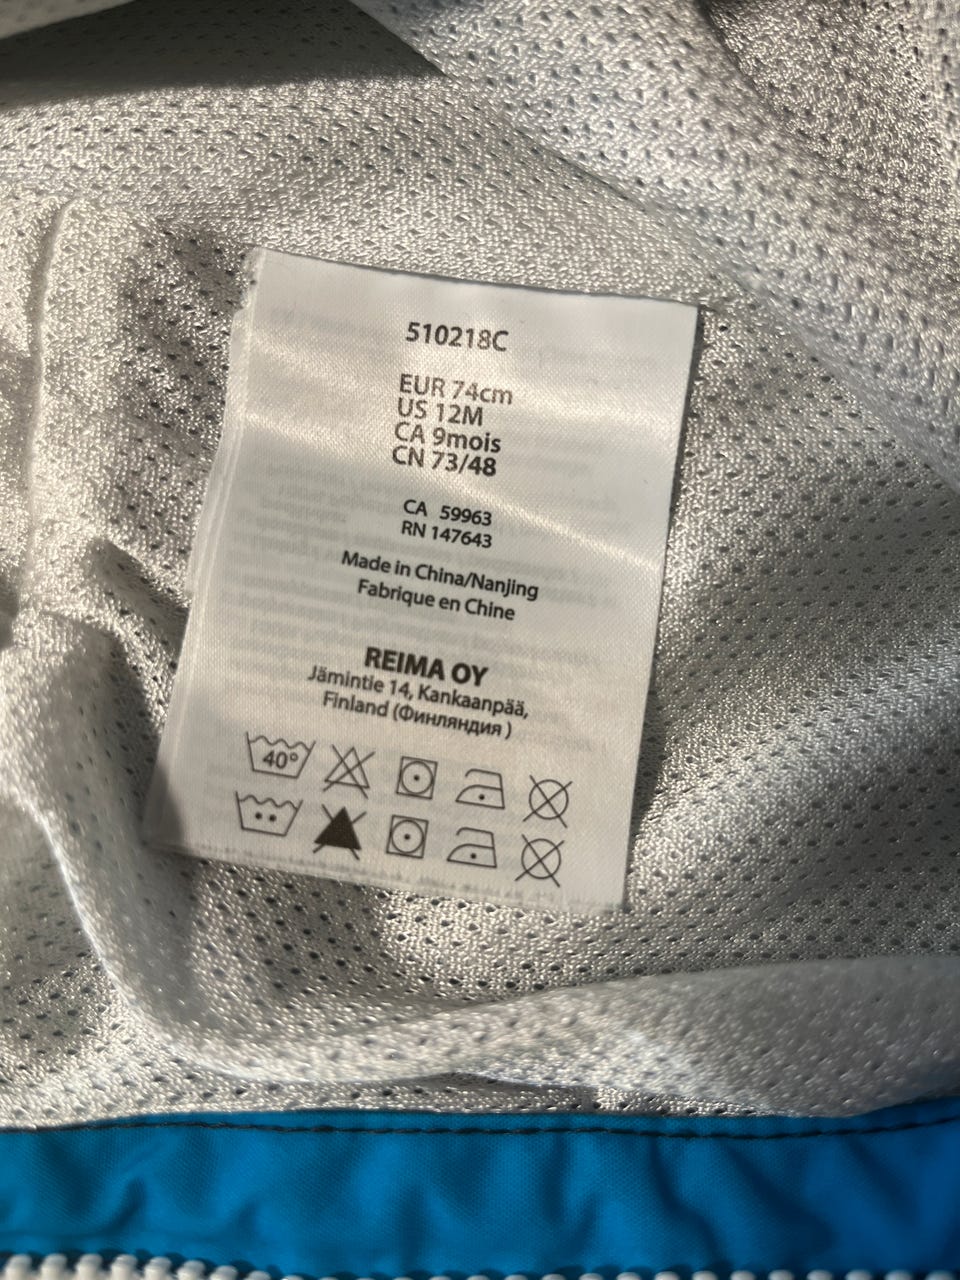 510218C
EUR 74cm
US 12M
CA 9mois
CN 73/48
CA 59963
RN 147643
Made in China/Nanjing
Fabrique en Chine
REIMA OY
Jämintie 14, Kankaanpää,
Finland (Финляндия )
40°